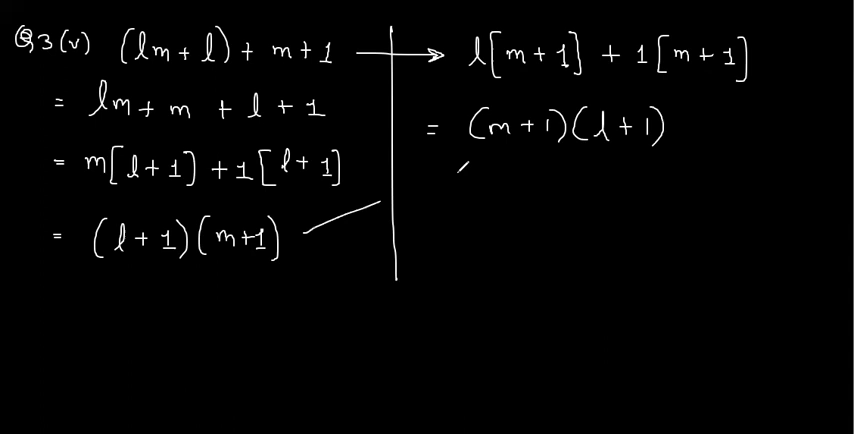 Q3(v) (lm + l) + m + 1
= lm + m + l + 1
= m[l + 1] + 1[l + 1]
= (l + 1)(m + 1)
→ l[m + 1] + 1[m + 1]
= (m + 1)(l + 1)